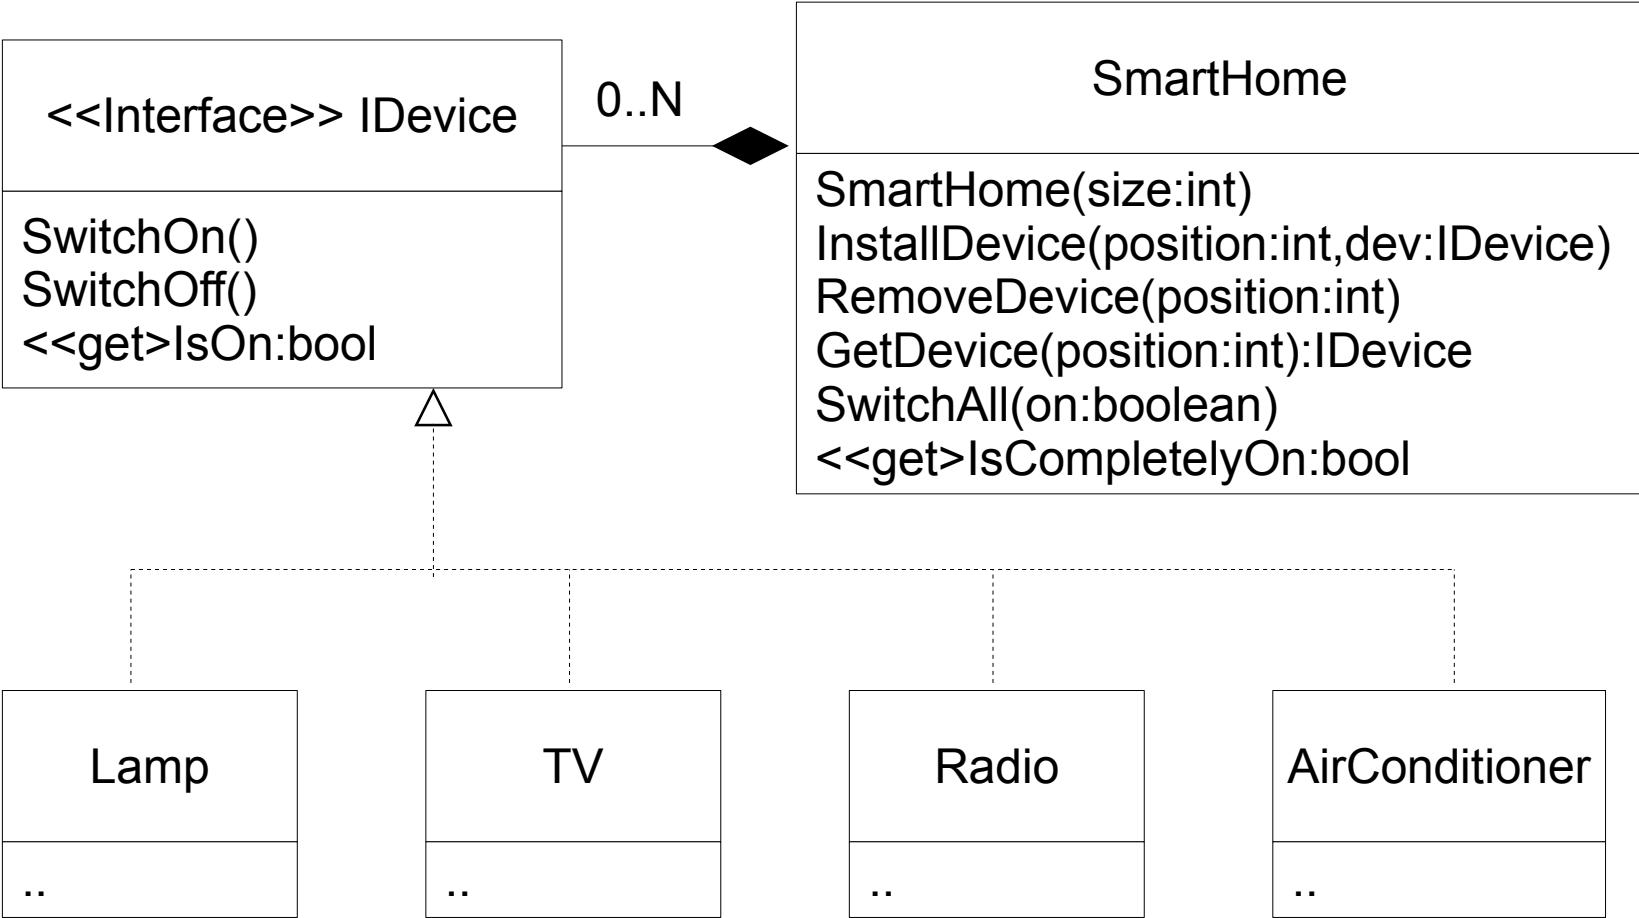 <<Interface>> IDevice
SwitchOn()
SwitchOff()
<<get>IsOn:bool
0..N
SmartHome
SmartHome(size:int)
InstallDevice(position:int,dev:IDevice)
RemoveDevice(position:int)
GetDevice(position:int):IDevice
SwitchAll(on:boolean)
<<get>IsCompletelyOn:bool
Lamp
..
TV
..
Radio
..
AirConditioner
..